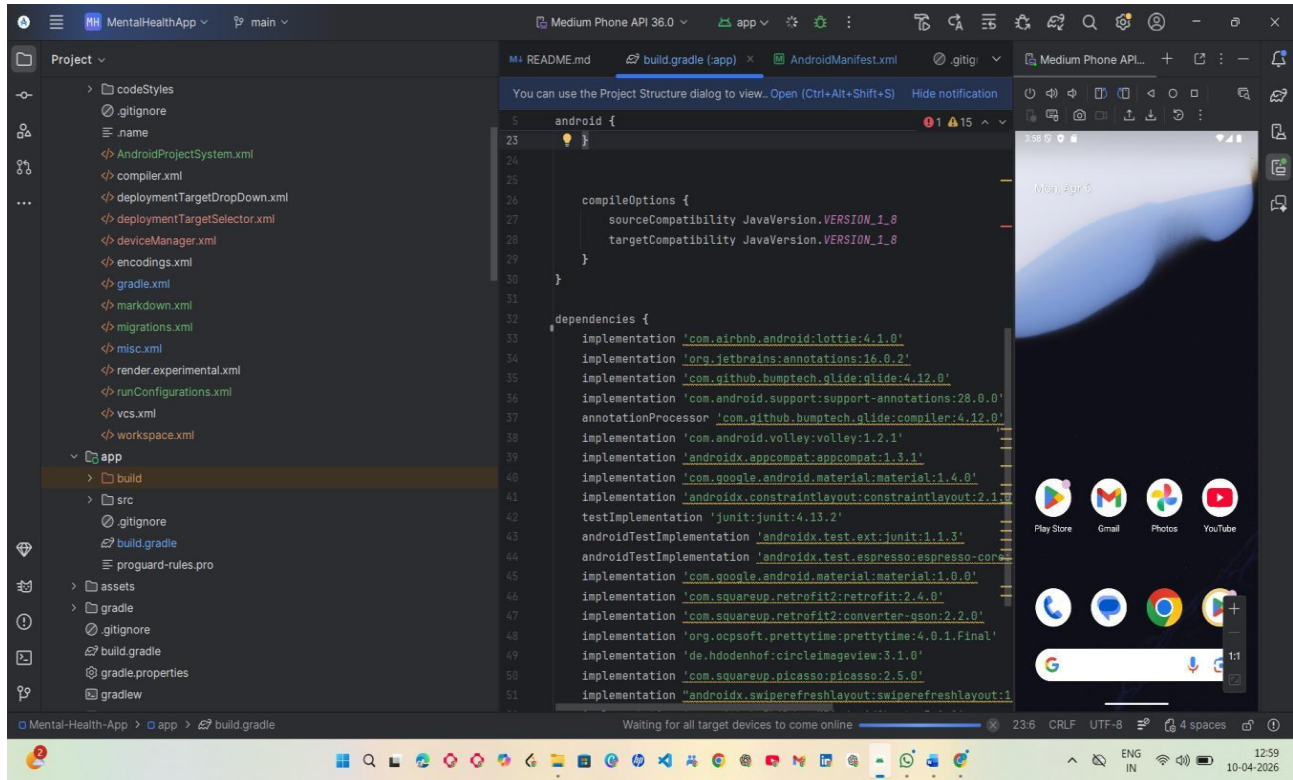 MH MentalHealthApp main Medium Phone API 36.0 app
Project
README.md build.gradle (:app) AndroidManifest.xml .gitig Medium Phone API...
You can use the Project Structure dialog to view.. Open (Ctrl+Alt+Shift+S) Hide notification
codeStyles
.gitignore
.name
AndroidProjectSystem.xml
compiler.xml
deploymentTargetDropDown.xml
deploymentTargetSelector.xml
deviceManager.xml
encodings.xml
gradle.xml
markdown.xml
migrations.xml
misc.xml
render.experimental.xml
runConfigurations.xml
vcs.xml
workspace.xml
app
build
src
.gitignore
build.gradle
proguard-rules.pro
assets
gradle
.gitignore
build.gradle
gradle.properties
gradlew
5 android { 1 15
23 }
24
25
26 compileOptions {
27 sourceCompatibility JavaVersion.VERSION_1_8
28 targetCompatibility JavaVersion.VERSION_1_8
29 }
30 }
31
32 dependencies {
33 implementation 'com.airbnb.android:lottie:4.1.0'
34 implementation 'org.jetbrains:annotations:16.0.2'
35 implementation 'com.github.bumptech.glide:glide:4.12.0'
36 implementation 'com.android.support:support-annotations:28.0.0'
37 annotationProcessor 'com.github.bumptech.glide:compiler:4.12.0'
38 implementation 'com.android.volley:volley:1.2.1'
39 implementation 'androidx.appcompat:appcompat:1.3.1'
40 implementation 'com.google.android.material:material:1.4.0'
41 implementation 'androidx.constraintlayout:constraintlayout:2.1.
42 testImplementation 'junit:junit:4.13.2'
43 androidTestImplementation 'androidx.test.ext:junit:1.1.3'
44 androidTestImplementation 'androidx.test.espresso:espresso-core
45 implementation 'com.google.android.material:material:1.0.0'
46 implementation 'com.squareup.retrofit2:retrofit:2.4.0'
47 implementation 'com.squareup.retrofit2:converter-gson:2.2.0'
48 implementation 'org.ocpsoft.prettytime:prettytime:4.0.1.Final'
49 implementation 'de.hdodenhof:circleimageview:3.1.0'
50 implementation 'com.squareup.picasso:picasso:2.5.0'
51 implementation "androidx.swiperefreshlayout:swiperefreshlayout:1
3:58
Mon, Apr 6
Play Store Gmail Photos YouTube
1:1
Mental-Health-App > app > build.gradle Waiting for all target devices to come online 23:6 CRLF UTF-8 4 spaces
2
ENG
IN
12:59
10-04-2026